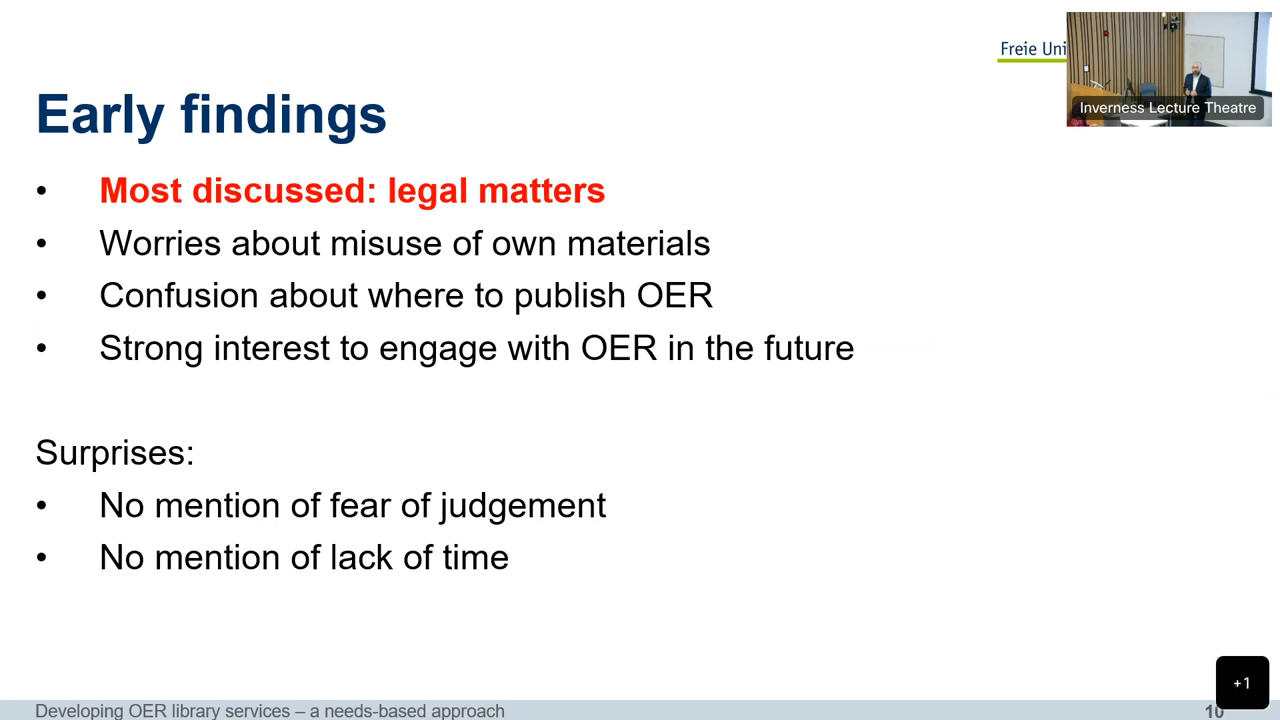 Freie Uni
Inverness Lecture Theatre
Early findings
• Most discussed: legal matters
• Worries about misuse of own materials
• Confusion about where to publish OER
• Strong interest to engage with OER in the future
Surprises:
• No mention of fear of judgement
• No mention of lack of time
+1
Developing OER library services – a needs-based approach
10